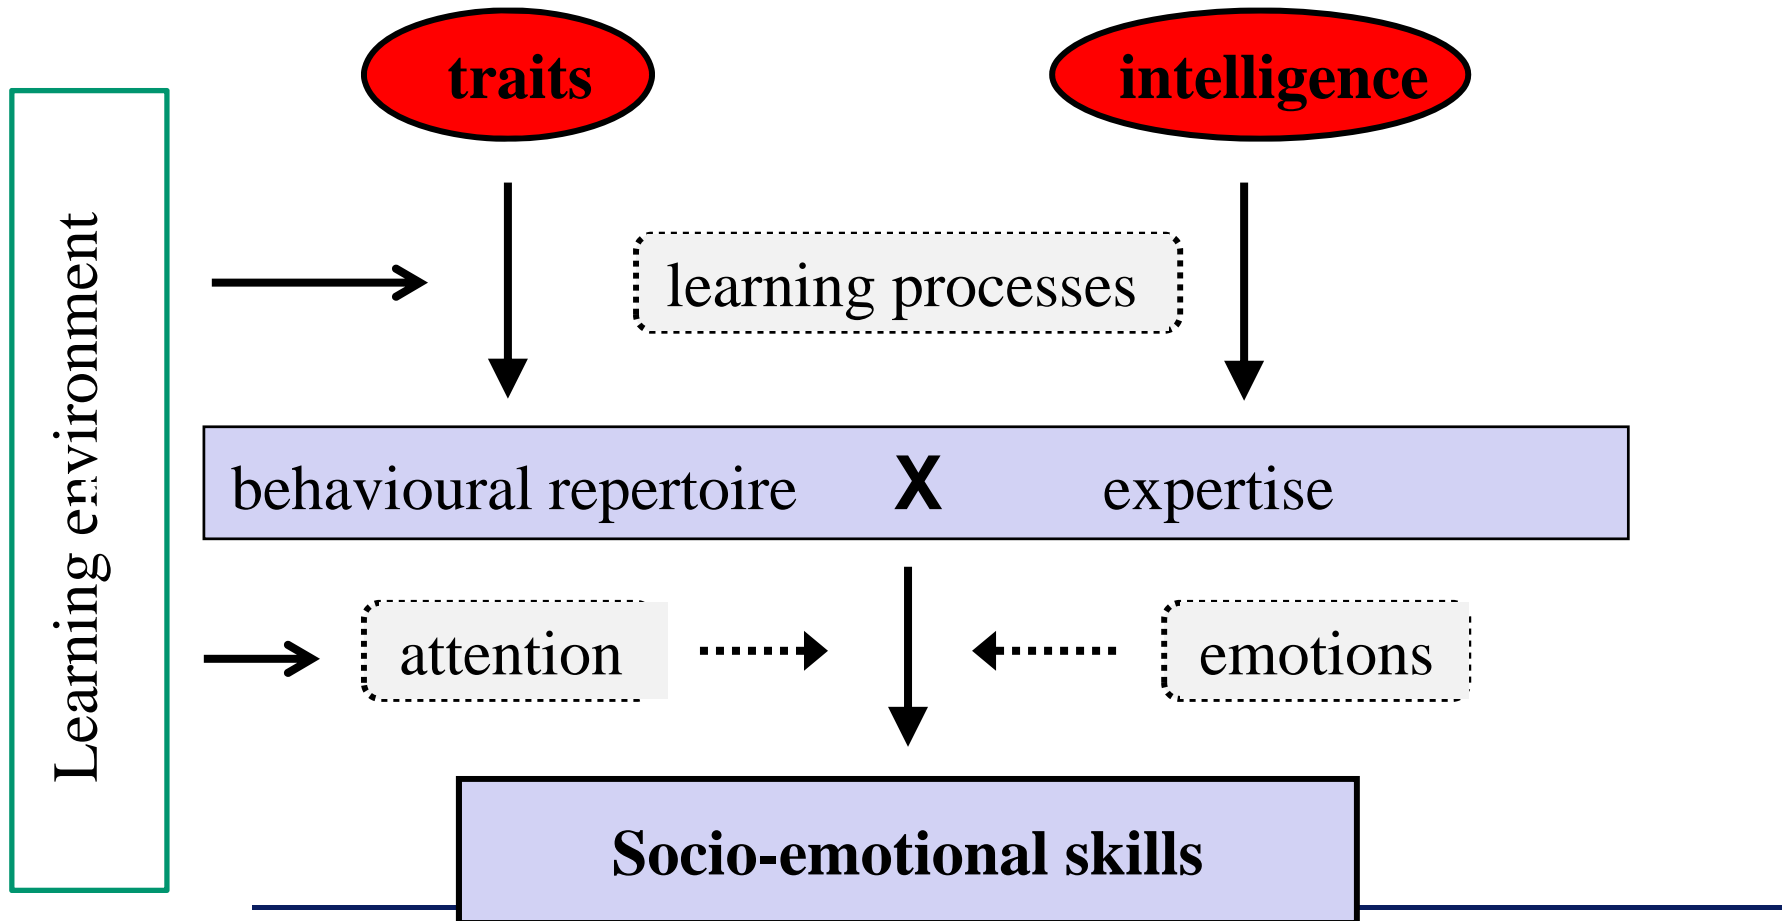 traits
intelligence
Learning environment
learning processes
behavioural repertoire X expertise
attention
emotions
Socio-emotional skills